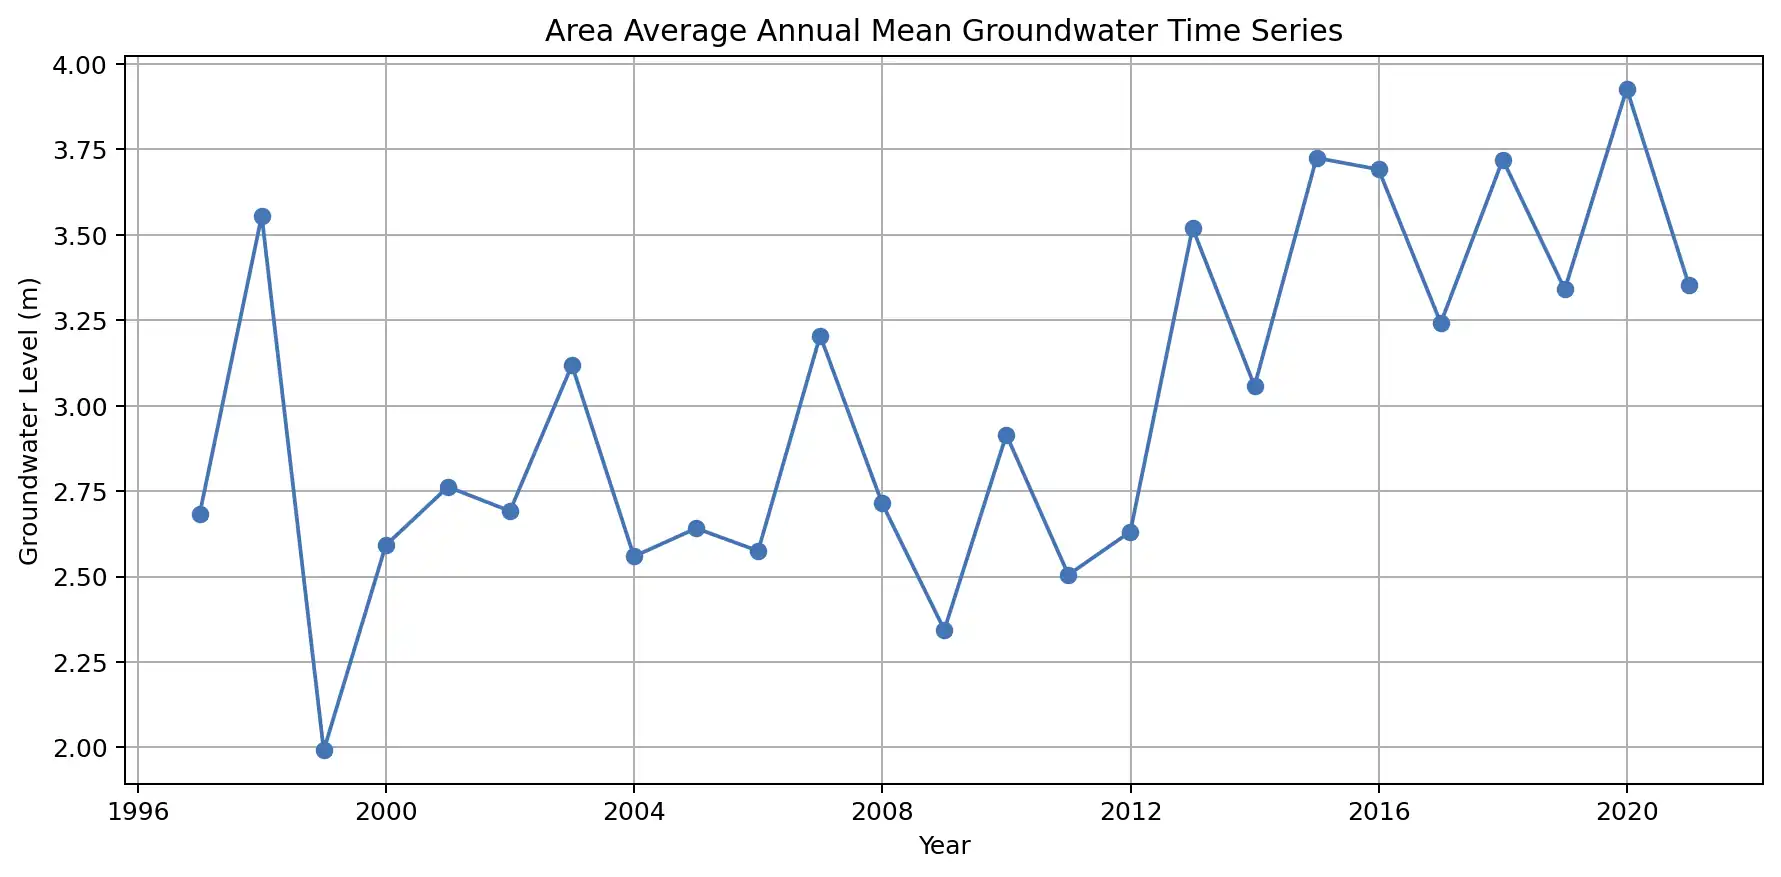 Area Average Annual Mean Groundwater Time Series
Groundwater Level (m)
4.00
3.75
3.50
3.25
3.00
2.75
2.50
2.25
2.00
1996 2000 2004 2008 2012 2016 2020
Year